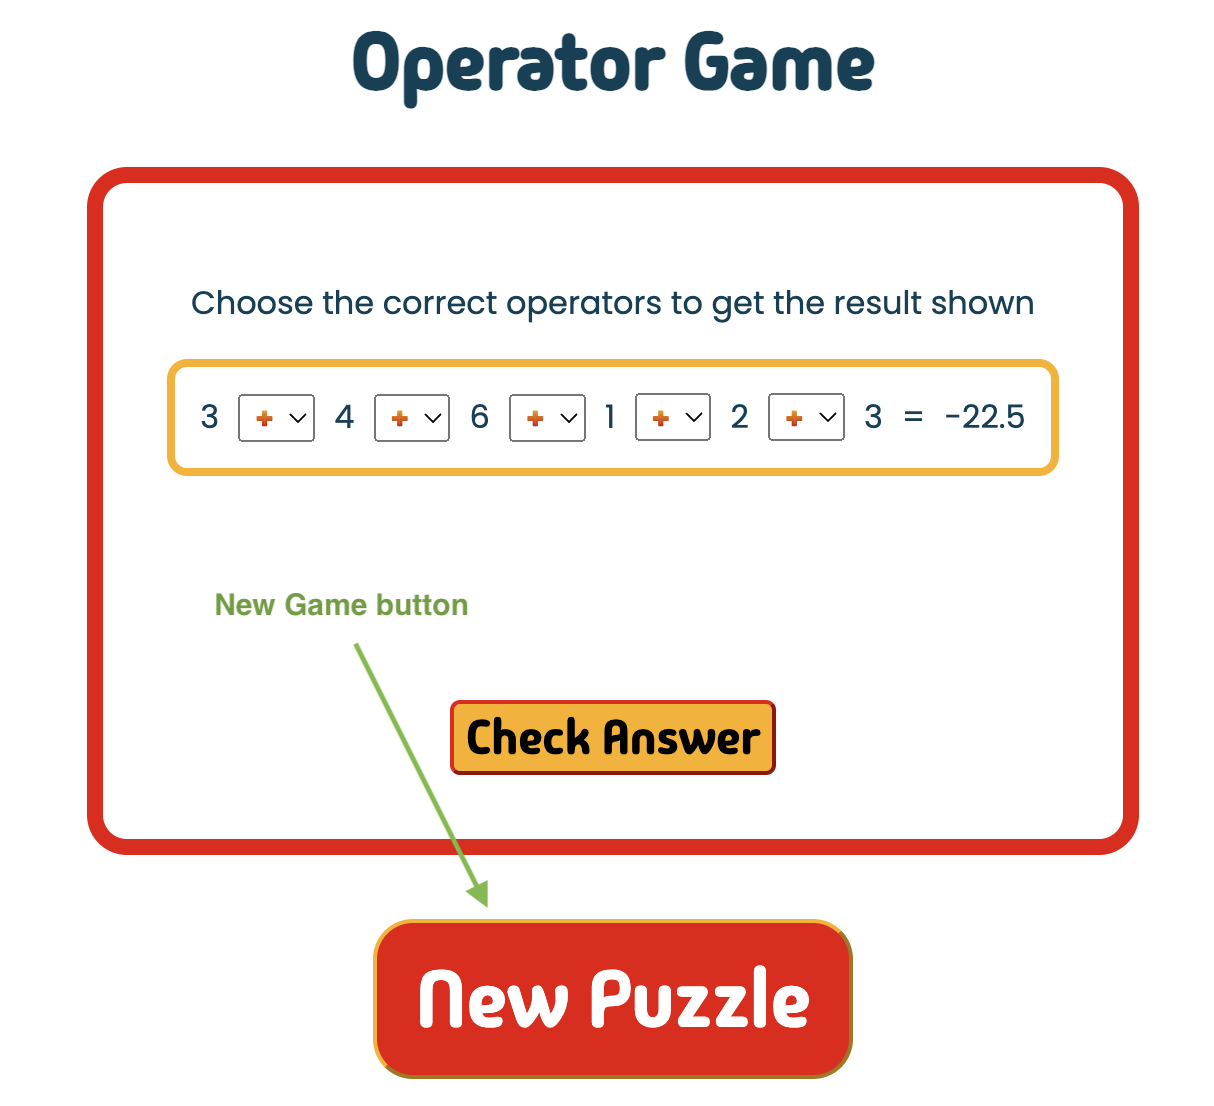 Operator Game
Choose the correct operators to get the result shown
3 + 4 + 6 + 1 + 2 + 3 = -22.5
New Game button
Check Answer
New Puzzle